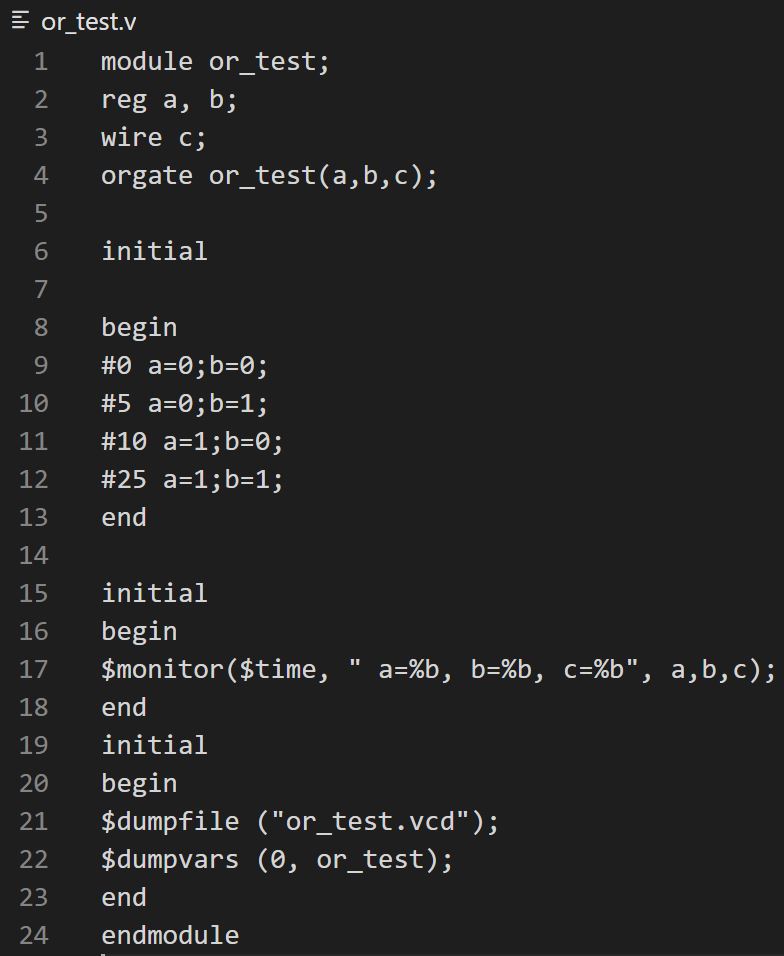 or_test.v
1 module or_test;
2 reg a, b;
3 wire c;
4 orgate or_test(a,b,c);
5
6 initial
7
8 begin
9 #0 a=0;b=0;
10 #5 a=0;b=1;
11 #10 a=1;b=0;
12 #25 a=1;b=1;
13 end
14
15 initial
16 begin
17 $monitor($time, " a=%b, b=%b, c=%b", a,b,c);
18 end
19 initial
20 begin
21 $dumpfile ("or_test.vcd");
22 $dumpvars (0, or_test);
23 end
24 endmodule